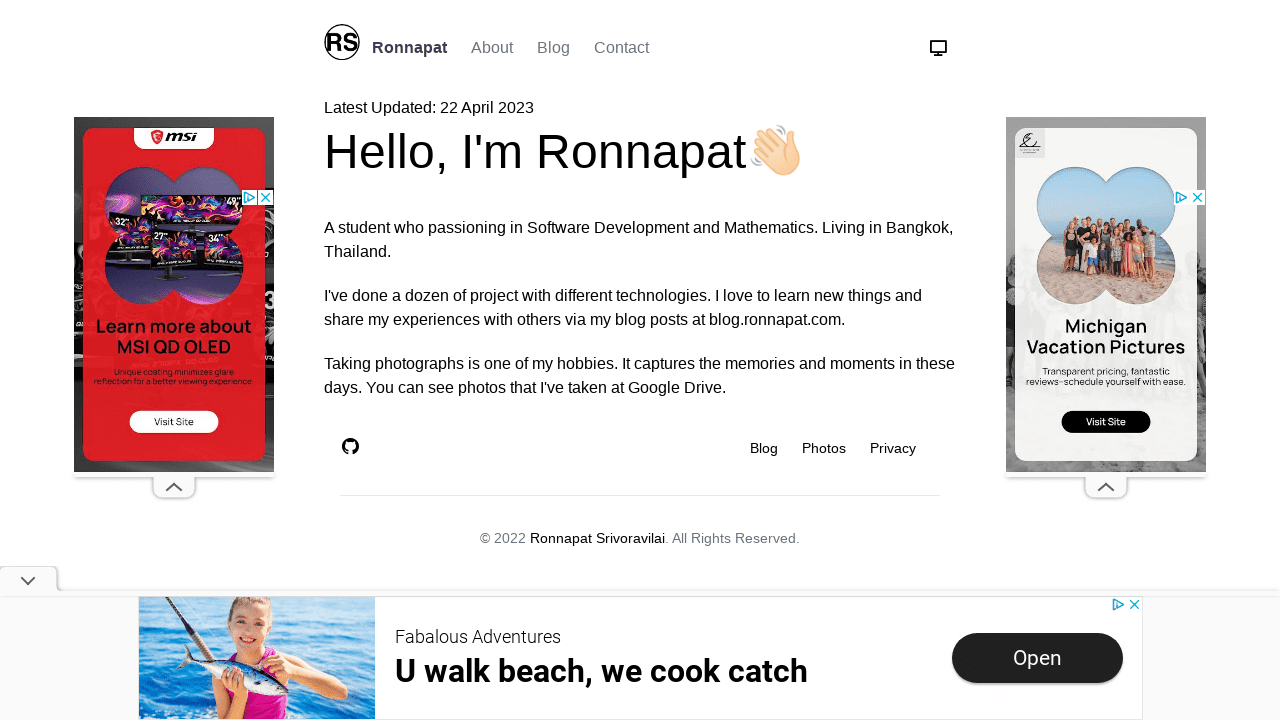 RS
Ronnapat About Blog Contact
Latest Updated: 22 April 2023
Hello, I'm Ronnapat👋🏻
A student who passioning in Software Development and Mathematics. Living in Bangkok,
Thailand.
I've done a dozen of project with different technologies. I love to learn new things and
share my experiences with others via my blog posts at blog.ronnapat.com.
Taking photographs is one of my hobbies. It captures the memories and moments in these
days. You can see photos that I've taken at Google Drive.
Blog Photos Privacy
© 2022 Ronnapat Srivoravilai. All Rights Reserved.
msi
32"
27"
34"
49"
Learn more about
MSI QD OLED
Unique coating minimizes glare
reflection for a better viewing experience
Visit Site
Michigan
Vacation Pictures
Transparent pricing, fantastic
reviews–schedule yourself with ease.
Visit Site
Fabalous Adventures
U walk beach, we cook catch
Open